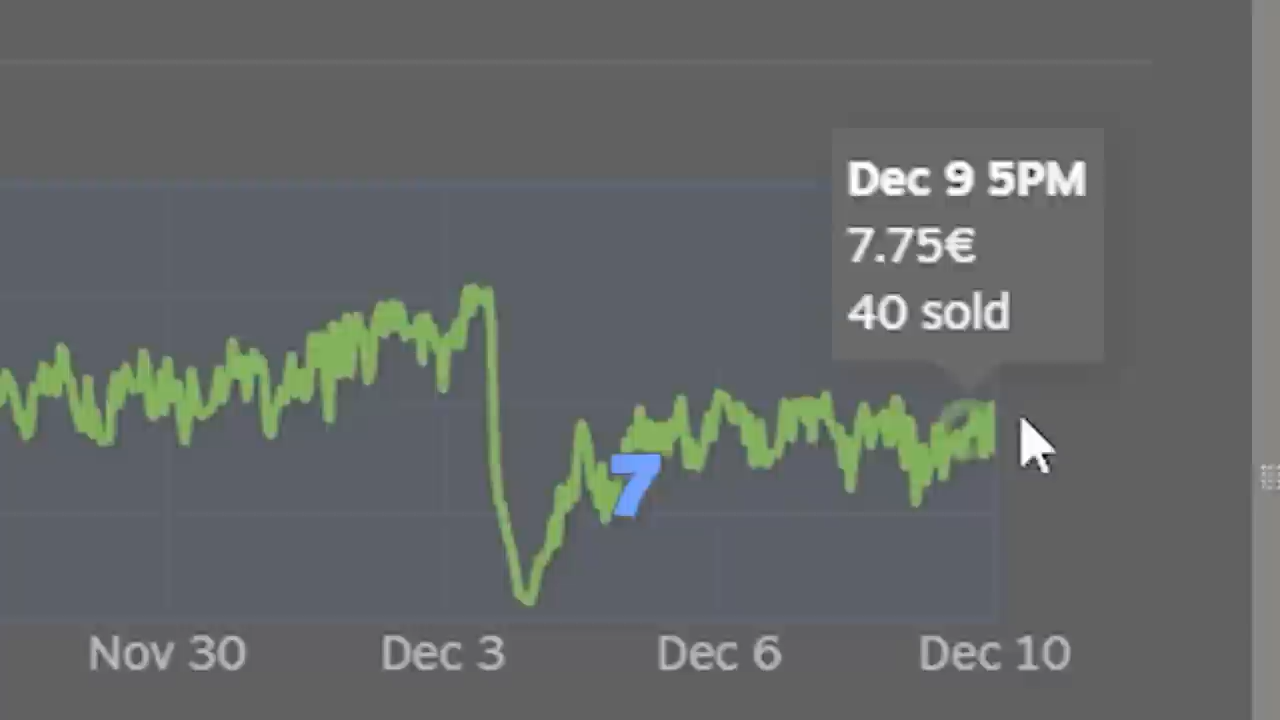 Dec 9 5PM
7.75€
40 sold
7
Nov 30 Dec 3 Dec 6 Dec 10